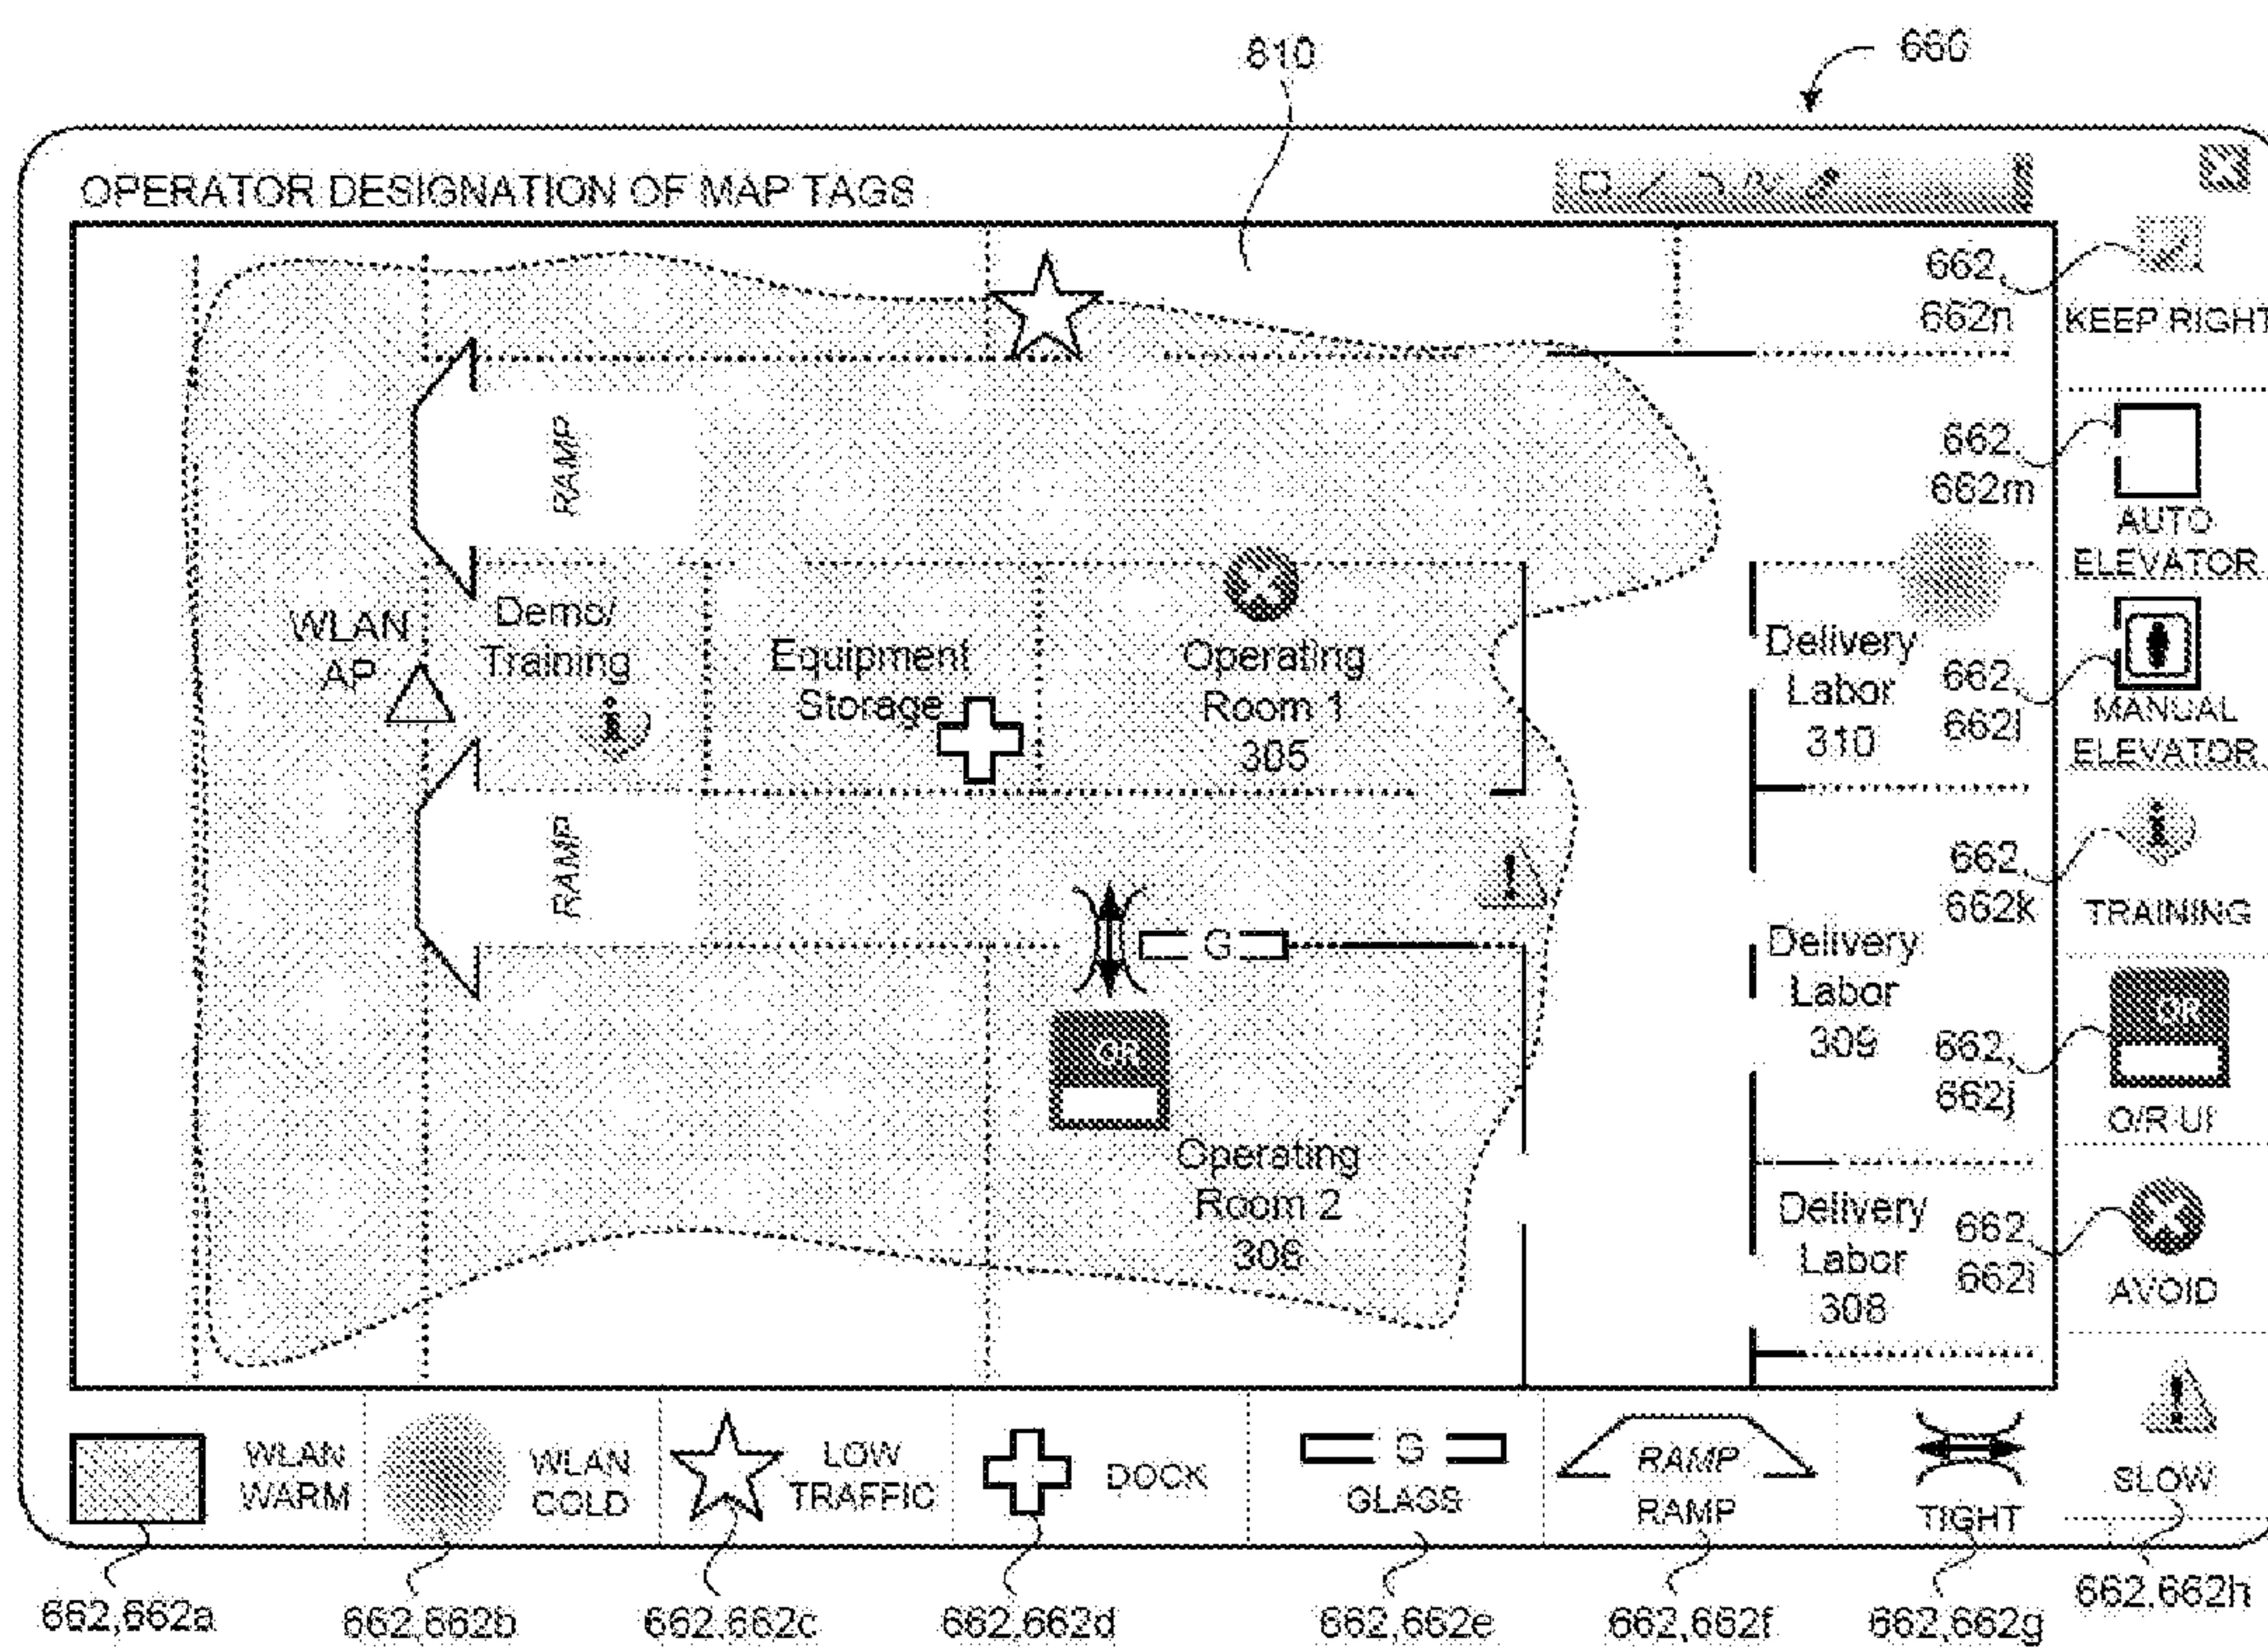 810
660
OPERATOR DESIGNATION OF MAP TAGS
662,
662n
KEEP RIGHT
RAMP
662,
662m
AUTO
ELEVATOR
WLAN
AP
Demo/
Training
i
Equipment
Storage
Operating
Room 1
305
Delivery
Labor
310
662,
662l
MANUAL
ELEVATOR
RAMP
!
662,
662k
i
TRAINING
G
Delivery
Labor
309
662,
662j
OR
O/R UI
OR
Operating
Room 2
306
Delivery
Labor
308
662,
662i
AVOID
!
SLOW
WLAN
WARM
WLAN
COLD
LOW
TRAFFIC
DOCK
G
GLASS
RAMP
RAMP
TIGHT
662,662a
662,662b
662,662c
662,662d
662,662e
662,662f
662,662g
662,662h